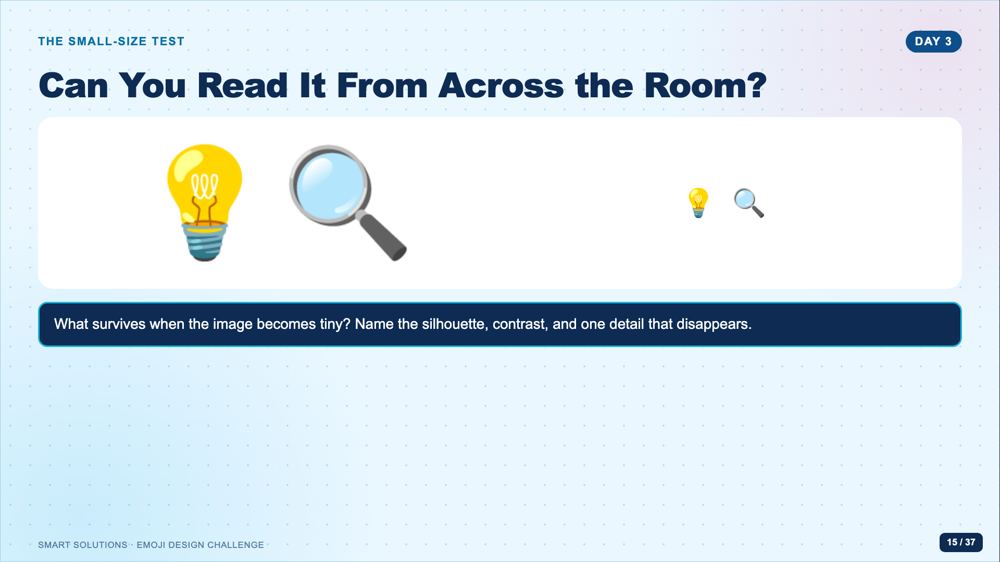 THE SMALL-SIZE TEST
DAY 3
Can You Read It From Across the Room?
What survives when the image becomes tiny? Name the silhouette, contrast, and one detail that disappears.
SMART SOLUTIONS · EMOJI DESIGN CHALLENGE
15 / 37